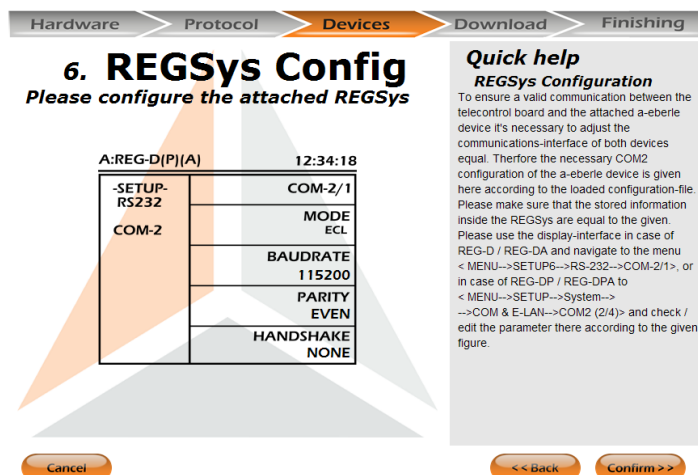 Hardware Protocol Devices Download Finishing
6. REGSys Config
Please configure the attached REGSys
A:REG-D(P)(A) 12:34:18
-SETUP-
RS232
COM-2
COM-2/1
MODE
ECL
BAUDRATE
115200
PARITY
EVEN
HANDSHAKE
NONE
Quick help
REGSys Configuration
To ensure a valid communication between the
telecontrol board and the attached a-eberle
device it's necessary to adjust the
communications-interface of both devices
equal. Therfore the necessary COM2
configuration of the a-eberle device is given
here according to the loaded configuration-file.
Please make sure that the stored information
inside the REGSys are equal to the given.
Please use the display-interface in case of
REG-D / REG-DA and navigate to the menu
< MENU-->SETUP6-->RS-232-->COM-2/1>, or
in case of REG-DP / REG-DPA to
< MENU-->SETUP-->System-->
-->COM & E-LAN-->COM2 (2/4)> and check /
edit the parameter there according to the given
figure.
Cancel
<< Back
Confirm >>